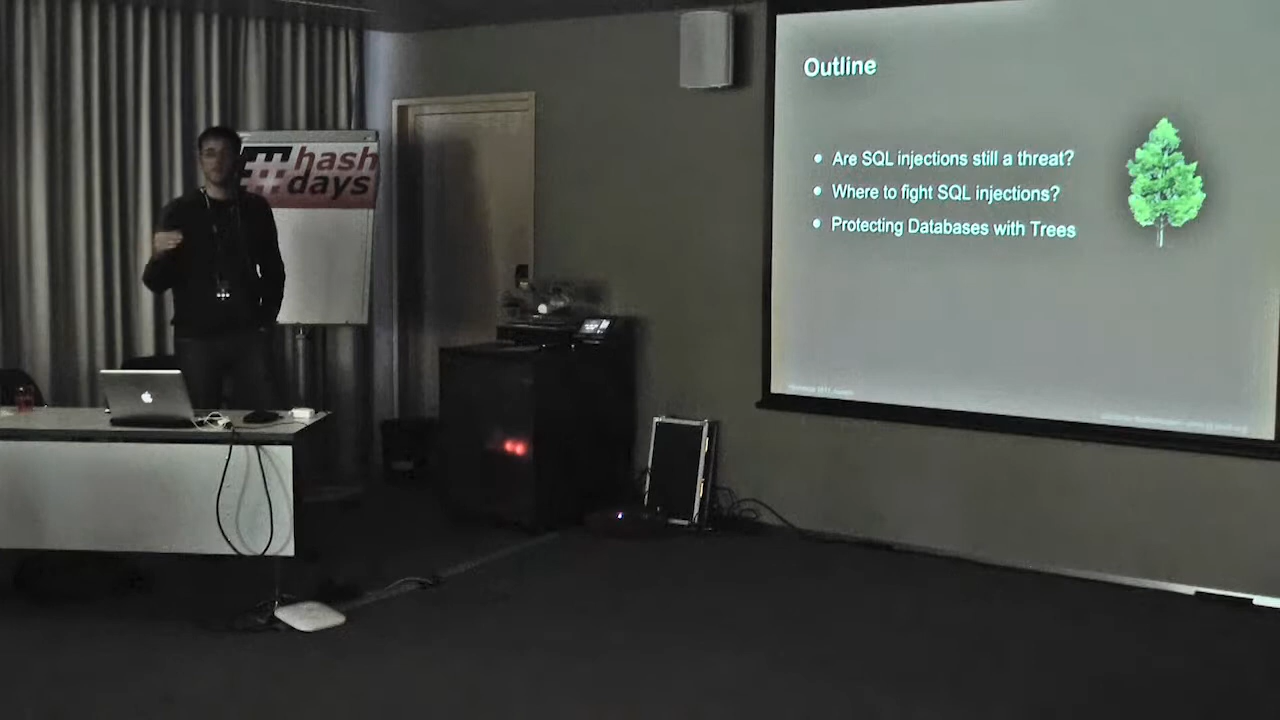 hash
days
Outline
Are SQL injections still a threat?
Where to fight SQL injections?
Protecting Databases with Trees